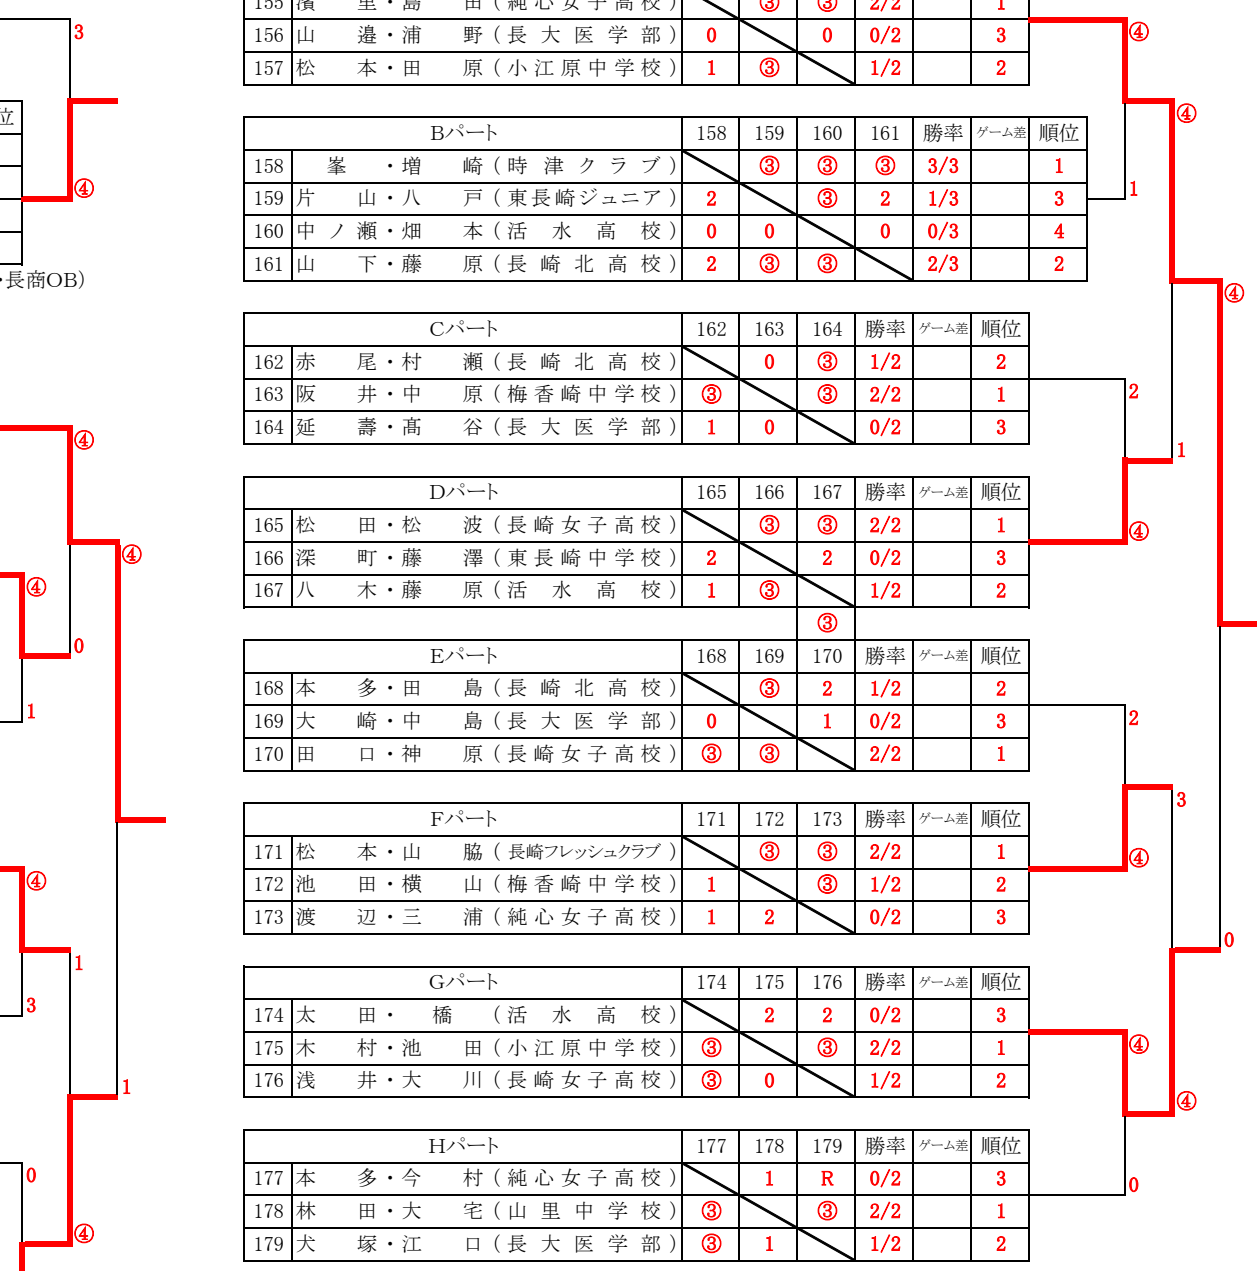 155 濱 里・島 田(純心女子高校) ③ ③ 2/2 1
156 山 邉・浦 野(長大医学部) 0 0 0/2 3
157 松 本・田 原(小江原中学校) 1 ③ 1/2 2
Bパート 158 159 160 161 勝率 ゲーム差 順位
158 峯 ・増 崎(時津クラブ) ③ ③ ③ 3/3 1
159 片 山・八 戸(東長崎ジュニア) 2 ③ 2 1/3 3
160 中ノ瀬・畑 本(活水高校) 0 0 0 0/3 4
161 山 下・藤 原(長崎北高校) 2 ③ ③ 2/3 2
Cパート 162 163 164 勝率 ゲーム差 順位
162 赤 尾・村 瀬(長崎北高校) 0 ③ 1/2 2
163 阪 井・中 原(梅香崎中学校) ③ ③ 2/2 1
164 延 壽・髙 谷(長大医学部) 1 0 0/2 3
Dパート 165 166 167 勝率 ゲーム差 順位
165 松 田・松 波(長崎女子高校) ③ ③ 2/2 1
166 深 町・藤 澤(東長崎中学校) 2 2 0/2 3
167 八 木・藤 原(活水高校) 1 ③ 1/2 2
③
Eパート 168 169 170 勝率 ゲーム差 順位
168 本 多・田 島(長崎北高校) ③ 2 1/2 2
169 大 崎・中 島(長大医学部) 0 1 0/2 3
170 田 口・神 原(長崎女子高校) ③ ③ 2/2 1
Fパート 171 172 173 勝率 ゲーム差 順位
171 松 本・山 脇(長崎フレッシュクラブ) ③ ③ 2/2 1
172 池 田・横 山(梅香崎中学校) 1 ③ 1/2 2
173 渡 辺・三 浦(純心女子高校) 1 2 0/2 3
Gパート 174 175 176 勝率 ゲーム差 順位
174 太 田・ 橋 (活水高校) 2 2 0/2 3
175 木 村・池 田(小江原中学校) ③ ③ 2/2 1
176 浅 井・大 川(長崎女子高校) ③ 0 1/2 2
Hパート 177 178 179 勝率 ゲーム差 順位
177 本 多・今 村(純心女子高校) 1 R 0/2 3
178 林 田・大 宅(山里中学校) ③ ③ 2/2 1
179 犬 塚・江 口(長大医学部) ③ 1 1/2 2
3
位
④
・長商OB)
④
④
④
0
1
④
1
3
1
0
④
④
④
1
④
2
1
④
2
3
④
0
④
④
0